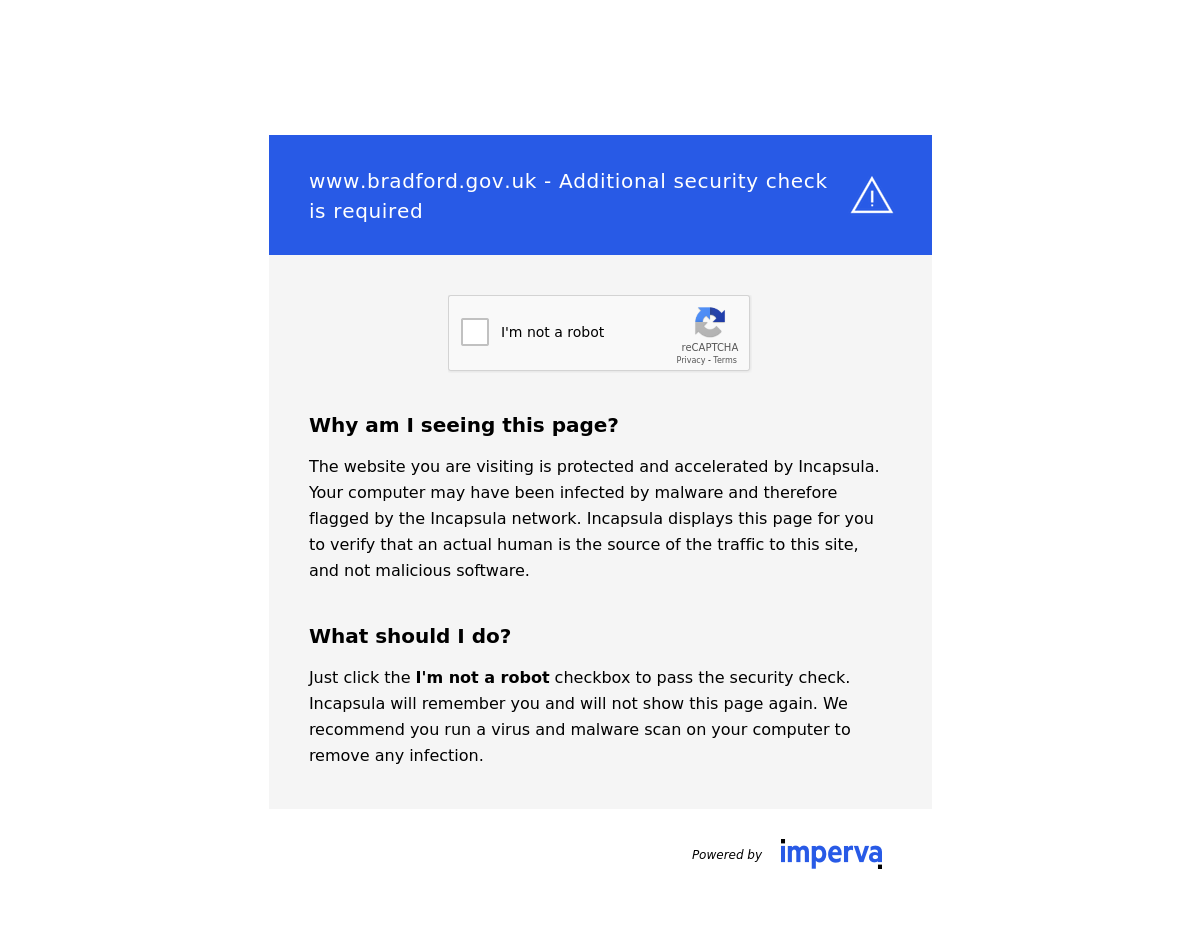 www.bradford.gov.uk - Additional security check
is required
I'm not a robot
reCAPTCHA
Privacy - Terms
Why am I seeing this page?
The website you are visiting is protected and accelerated by Incapsula.
Your computer may have been infected by malware and therefore
flagged by the Incapsula network. Incapsula displays this page for you
to verify that an actual human is the source of the traffic to this site,
and not malicious software.
What should I do?
Just click the I'm not a robot checkbox to pass the security check.
Incapsula will remember you and will not show this page again. We
recommend you run a virus and malware scan on your computer to
remove any infection.
Powered by imperva